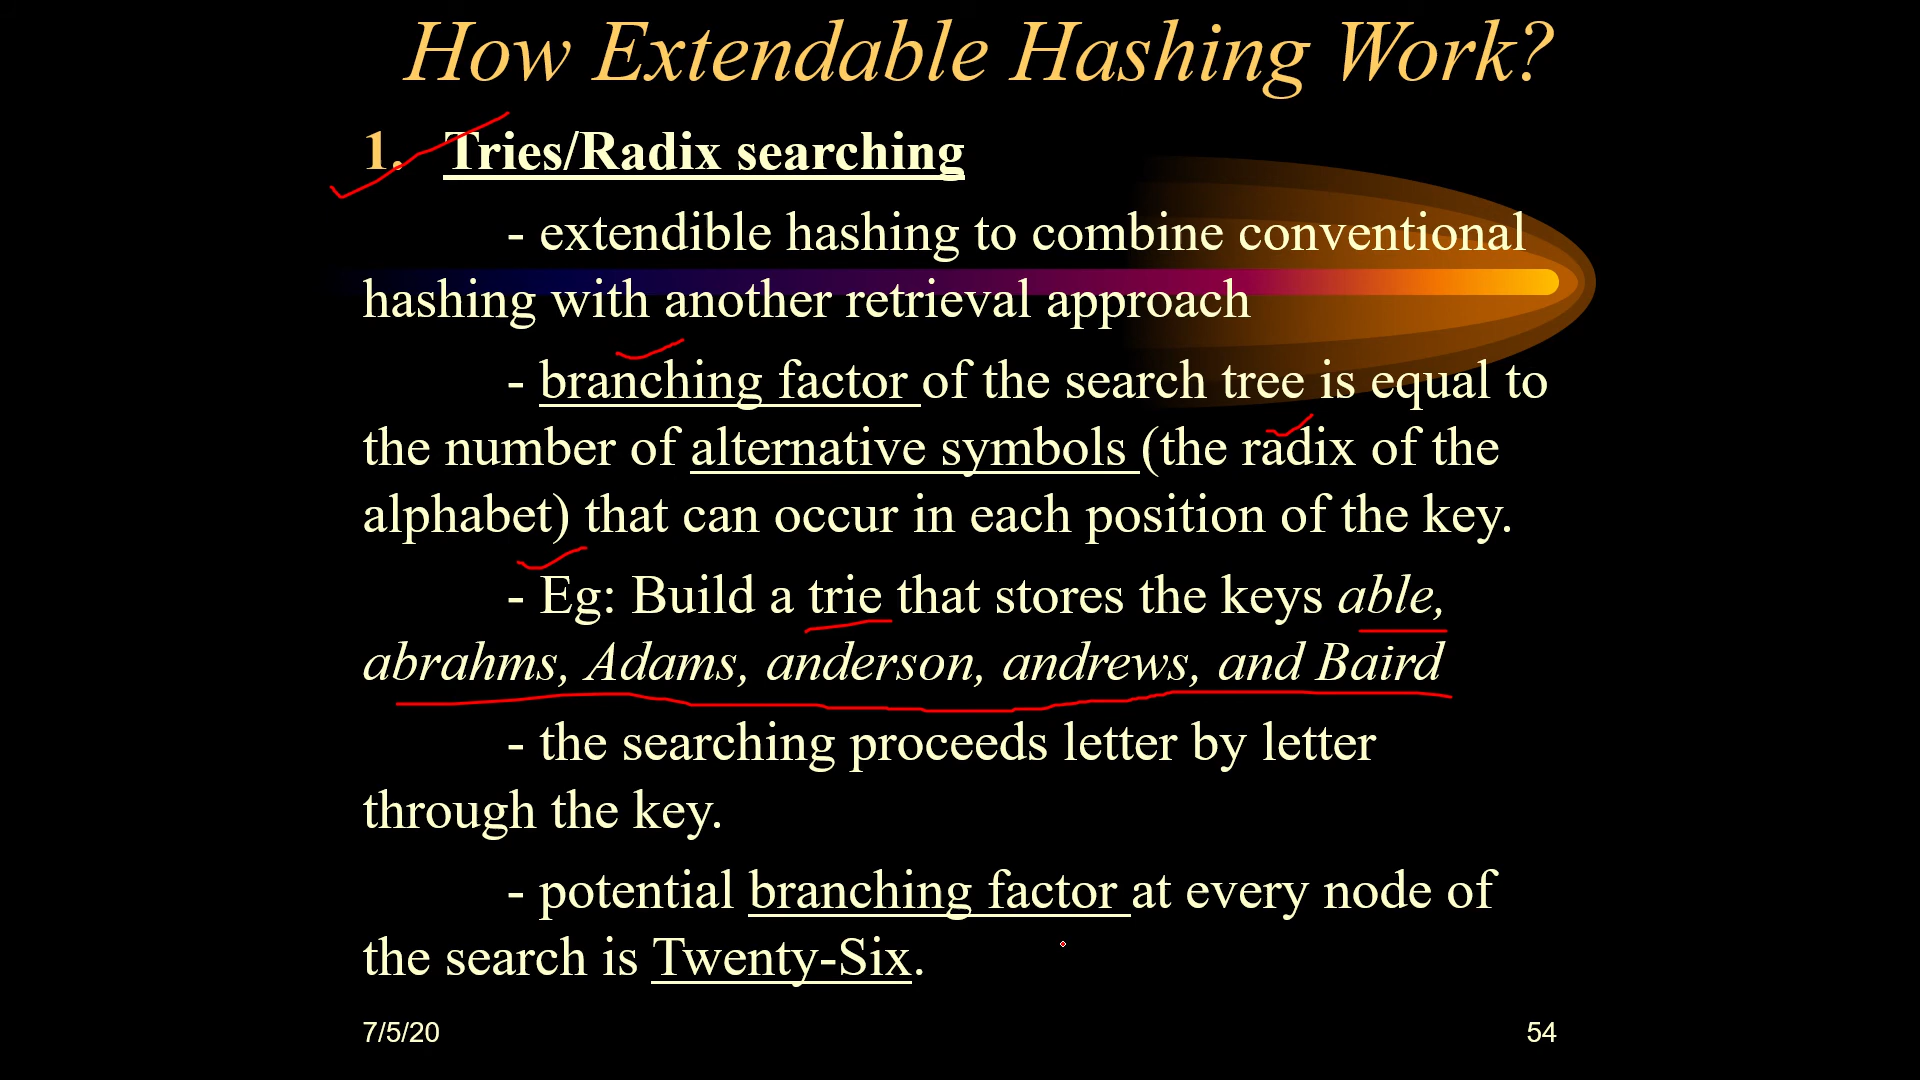 How Extendable Hashing Work?
1. Tries/Radix searching
- extendible hashing to combine conventional
hashing with another retrieval approach
- branching factor of the search tree is equal to
the number of alternative symbols (the radix of the
alphabet) that can occur in each position of the key.
- Eg: Build a trie that stores the keys able,
abrahms, Adams, anderson, andrews, and Baird
- the searching proceeds letter by letter
through the key.
- potential branching factor at every node of
the search is Twenty-Six.
7/5/20
54